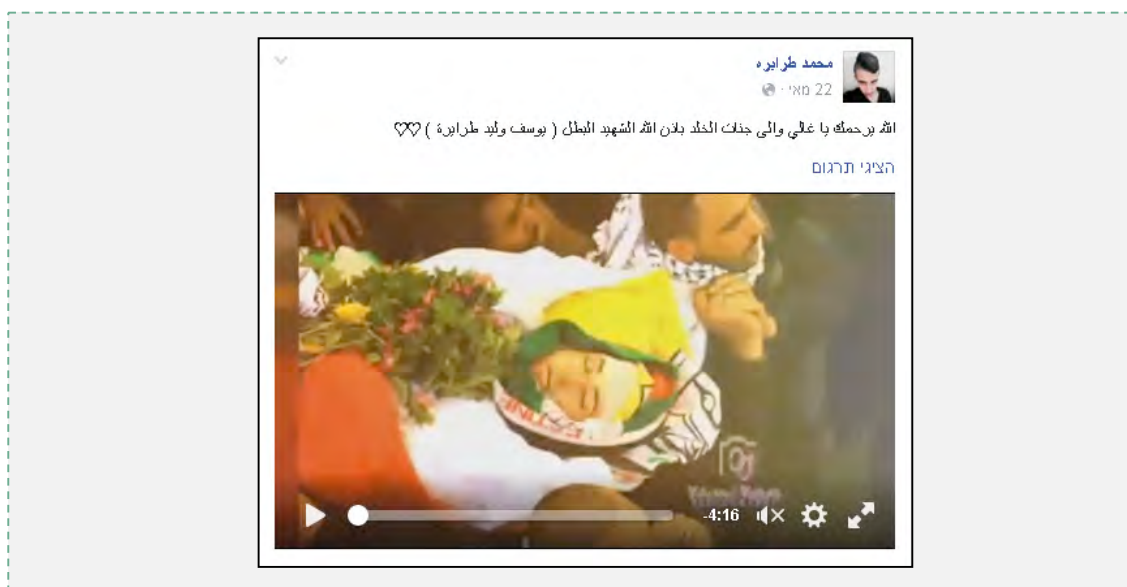 محمد طرايره
22 מאי
الله يرحمك يا غالي والى جنات الخلد باذن الله الشهيد البطل ( يوسف وليد طرايرة ) ♡♡
הציגי תרגום
-4:16